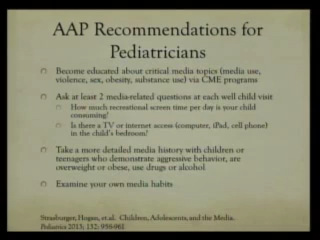 AAP Recommendations for
Pediatricians
Become educated about critical media topics (media use,
violence, sex, obesity, substance use) via CME programs
Ask at least 2 media-related questions at each well child visit
How much recreational screen time per day is your child
consuming?
Is there a TV or internet access (computer, iPad, cell phone)
in the child's bedroom?
Take a more detailed media history with children or
teenagers who demonstrate aggressive behavior, are
overweight or obese, use drugs or alcohol
Examine your own media habits
Strasburger, Hogan, et al. Children, Adolescents, and the Media.
Pediatrics 2013; 132; 958-961